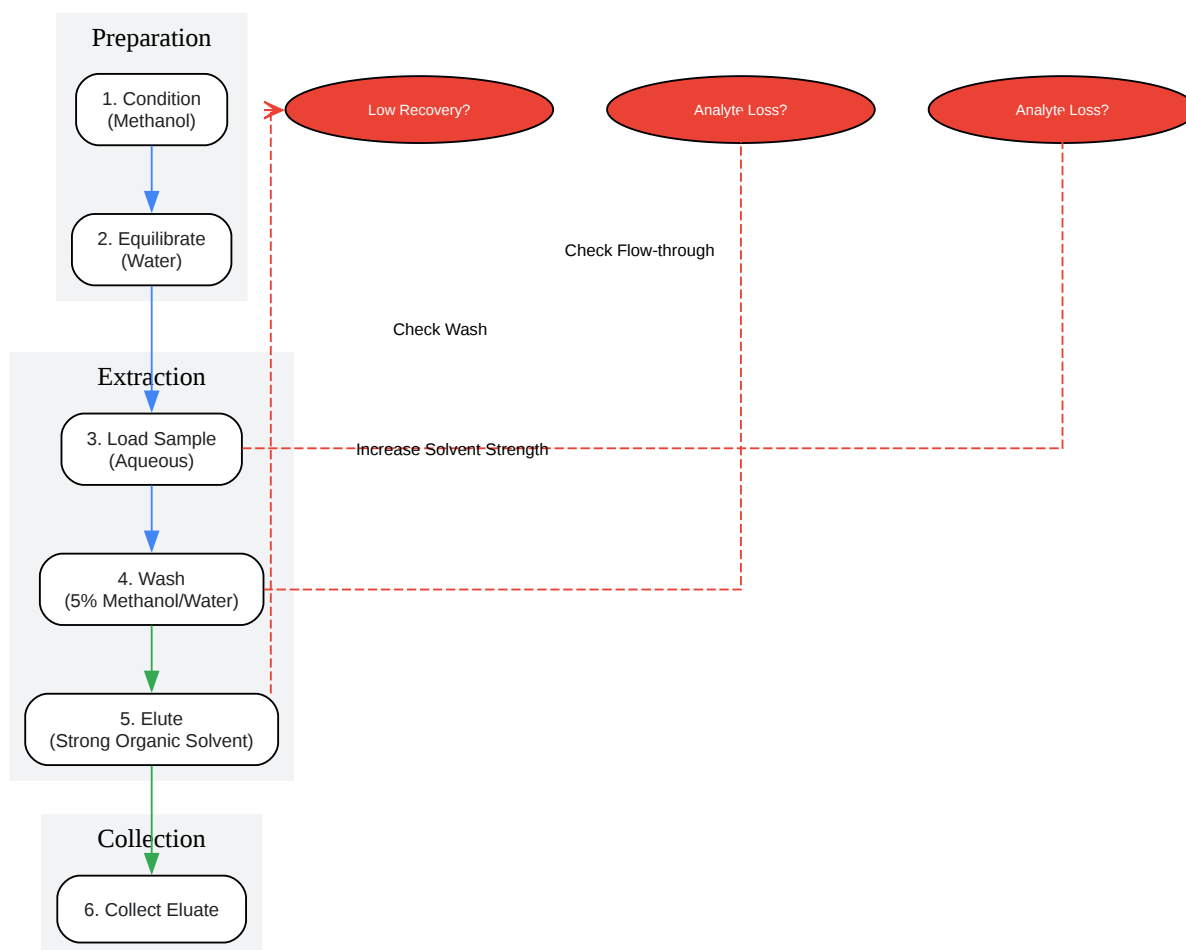 Preparation
1. Condition
(Methanol)
Low Recovery?
Analyte Loss?
Analyte Loss?
2. Equilibrate
(Water)
Check Flow-through
Check Wash
Extraction
3. Load Sample
(Aqueous)
Increase Solvent Strength
4. Wash
(5% Methanol/Water)
5. Elute
(Strong Organic Solvent)
Collection
6. Collect Eluate